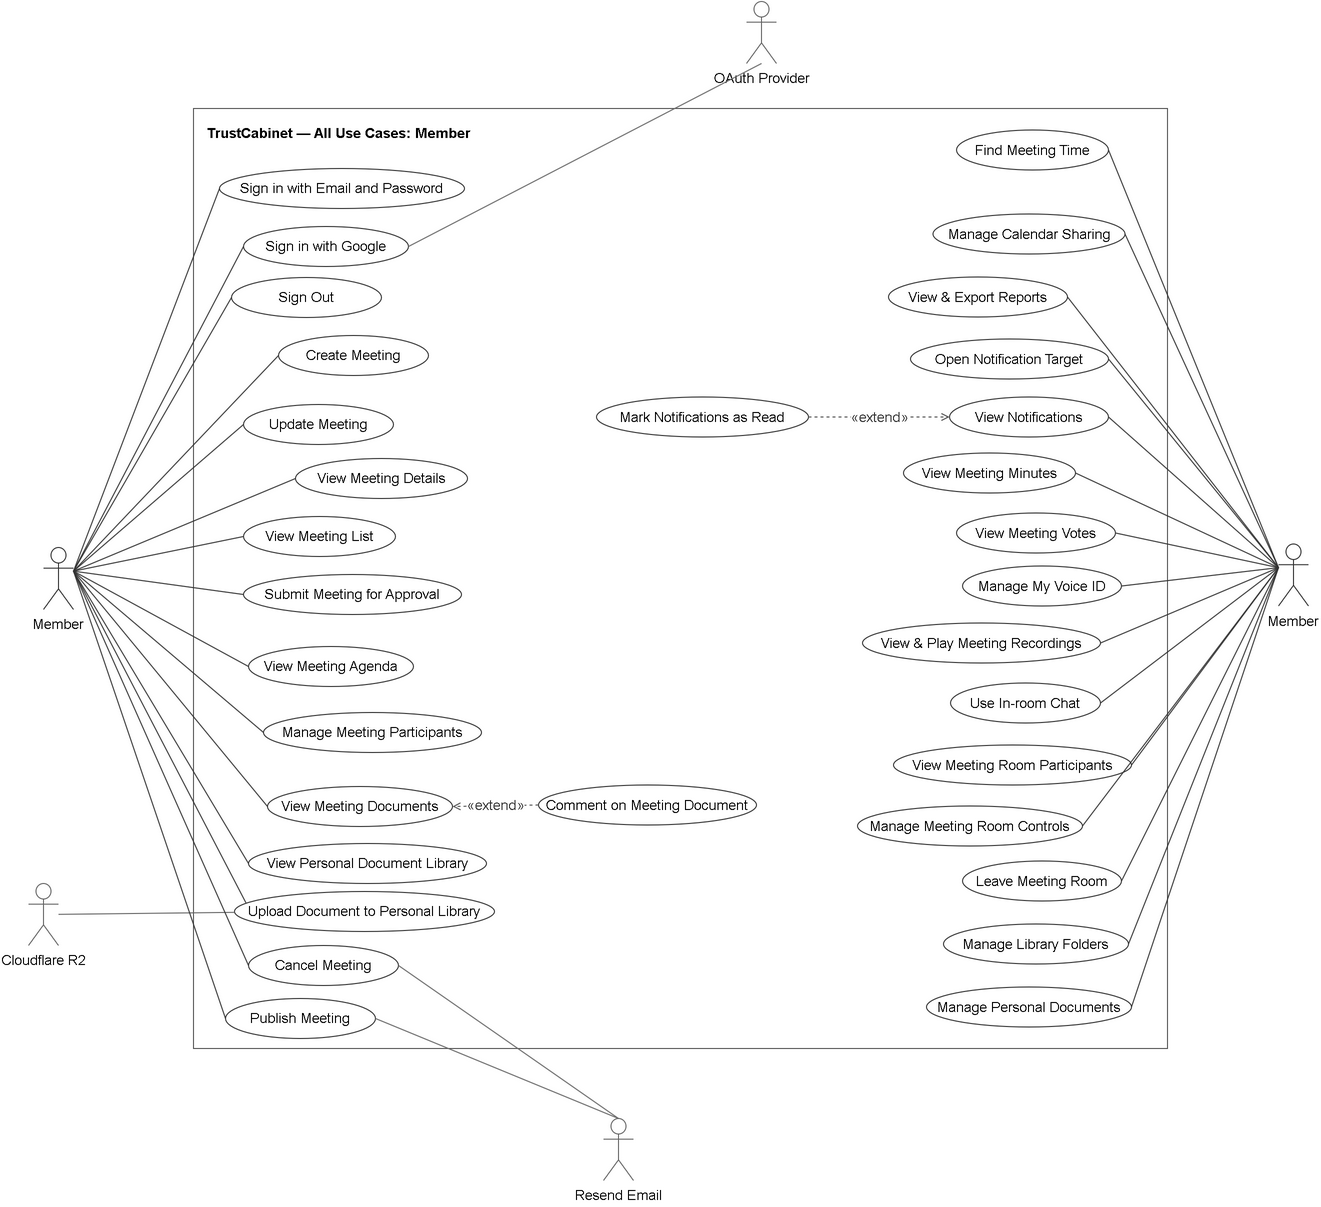 OAuth Provider
TrustCabinet — All Use Cases: Member
Sign in with Email and Password
Sign in with Google
Sign Out
Create Meeting
Update Meeting
View Meeting Details
View Meeting List
Submit Meeting for Approval
View Meeting Agenda
Manage Meeting Participants
View Meeting Documents
«extend»
Comment on Meeting Document
View Personal Document Library
Upload Document to Personal Library
Cancel Meeting
Publish Meeting
Member
Cloudflare R2
Find Meeting Time
Manage Calendar Sharing
View & Export Reports
Open Notification Target
Mark Notifications as Read
«extend»
View Notifications
View Meeting Minutes
View Meeting Votes
Manage My Voice ID
View & Play Meeting Recordings
Use In-room Chat
View Meeting Room Participants
Manage Meeting Room Controls
Leave Meeting Room
Manage Library Folders
Manage Personal Documents
Member
Resend Email